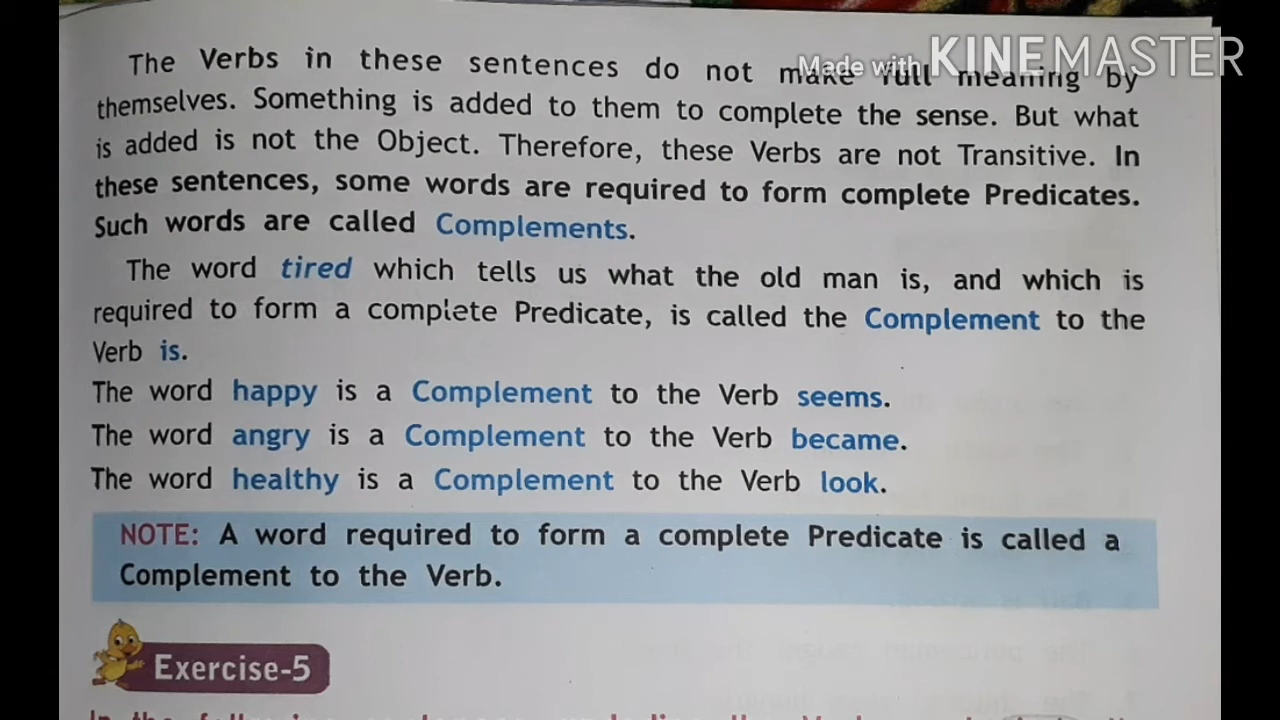 Made with KINEMASTER
The Verbs in these sentences do not make full meaning by
themselves. Something is added to them to complete the sense. But what
is added is not the Object. Therefore, these Verbs are not Transitive. In
these sentences, some words are required to form complete Predicates.
Such words are called Complements.
The word tired which tells us what the old man is, and which is
required to form a complete Predicate, is called the Complement to the
Verb is.
The word happy is a Complement to the Verb seems.
The word angry is a Complement to the Verb became.
The word healthy is a Complement to the Verb look.
NOTE: A word required to form a complete Predicate is called a
Complement to the Verb.
Exercise-5